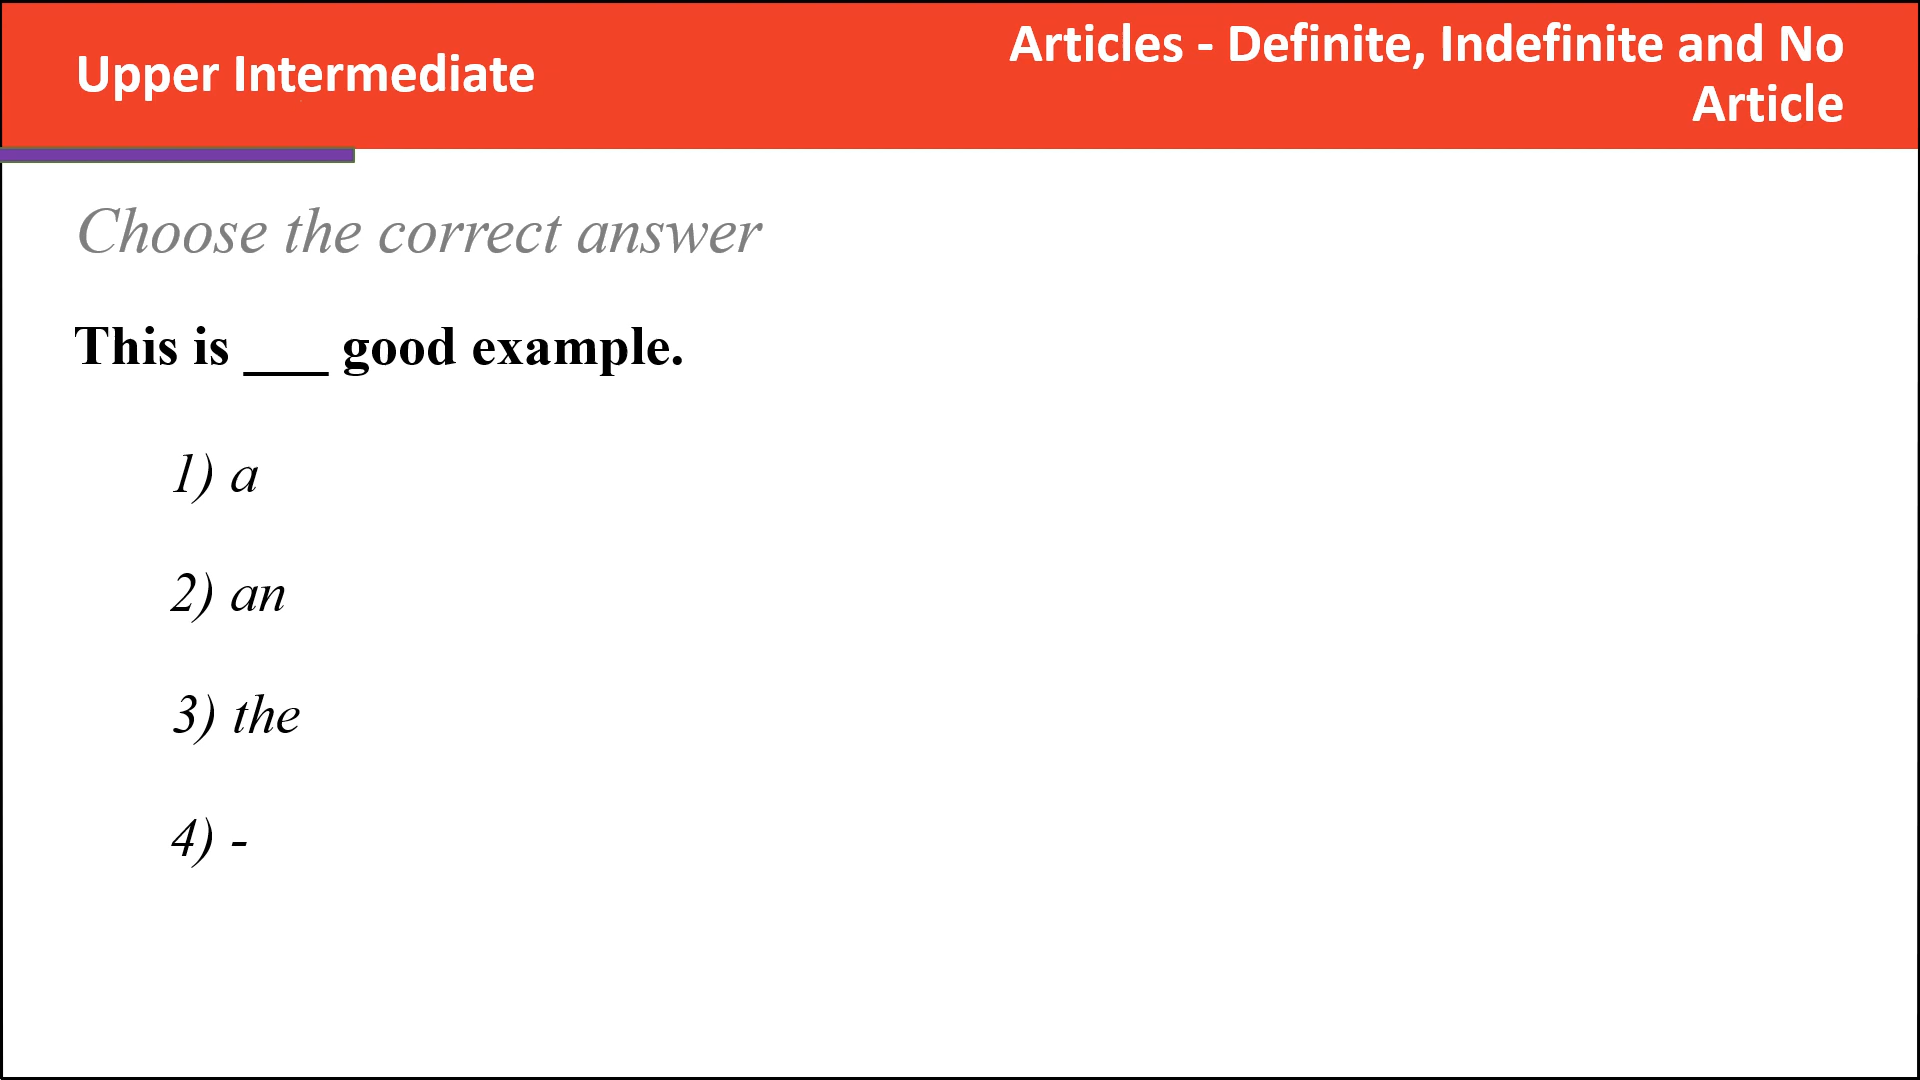 Upper Intermediate
Articles - Definite, Indefinite and No
Article
Choose the correct answer
This is ___ good example.
1) a
2) an
3) the
4) -